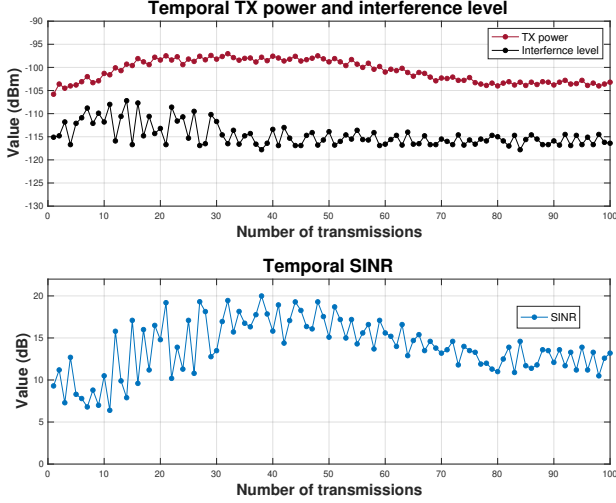 Temporal TX power and interference level
-90
-95
-100
-105
-110
-115
-120
-125
-130
Value (dBm)
TX power
Interfernce level
0 10 20 30 40 50 60 70 80 90 100
Number of transmissions
Temporal SINR
20
15
10
5
0
Value (dB)
SINR
0 10 20 30 40 50 60 70 80 90 100
Number of transmissions